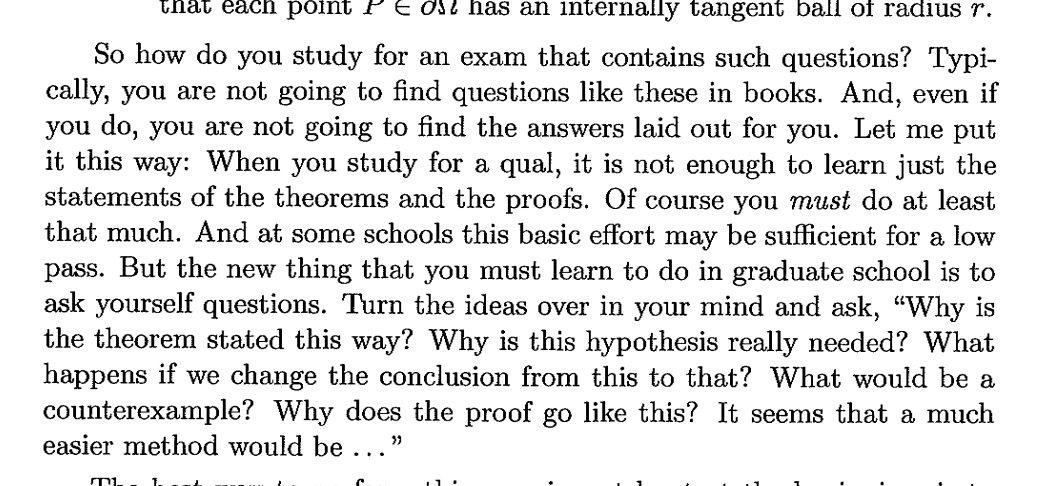 that each point P ∈ ∂Ω has an internally tangent ball of radius r.
So how do you study for an exam that contains such questions? Typi-
cally, you are not going to find questions like these in books. And, even if
you do, you are not going to find the answers laid out for you. Let me put
it this way: When you study for a qual, it is not enough to learn just the
statements of the theorems and the proofs. Of course you must do at least
that much. And at some schools this basic effort may be sufficient for a low
pass. But the new thing that you must learn to do in graduate school is to
ask yourself questions. Turn the ideas over in your mind and ask, “Why is
the theorem stated this way? Why is this hypothesis really needed? What
happens if we change the conclusion from this to that? What would be a
counterexample? Why does the proof go like this? It seems that a much
easier method would be ...”